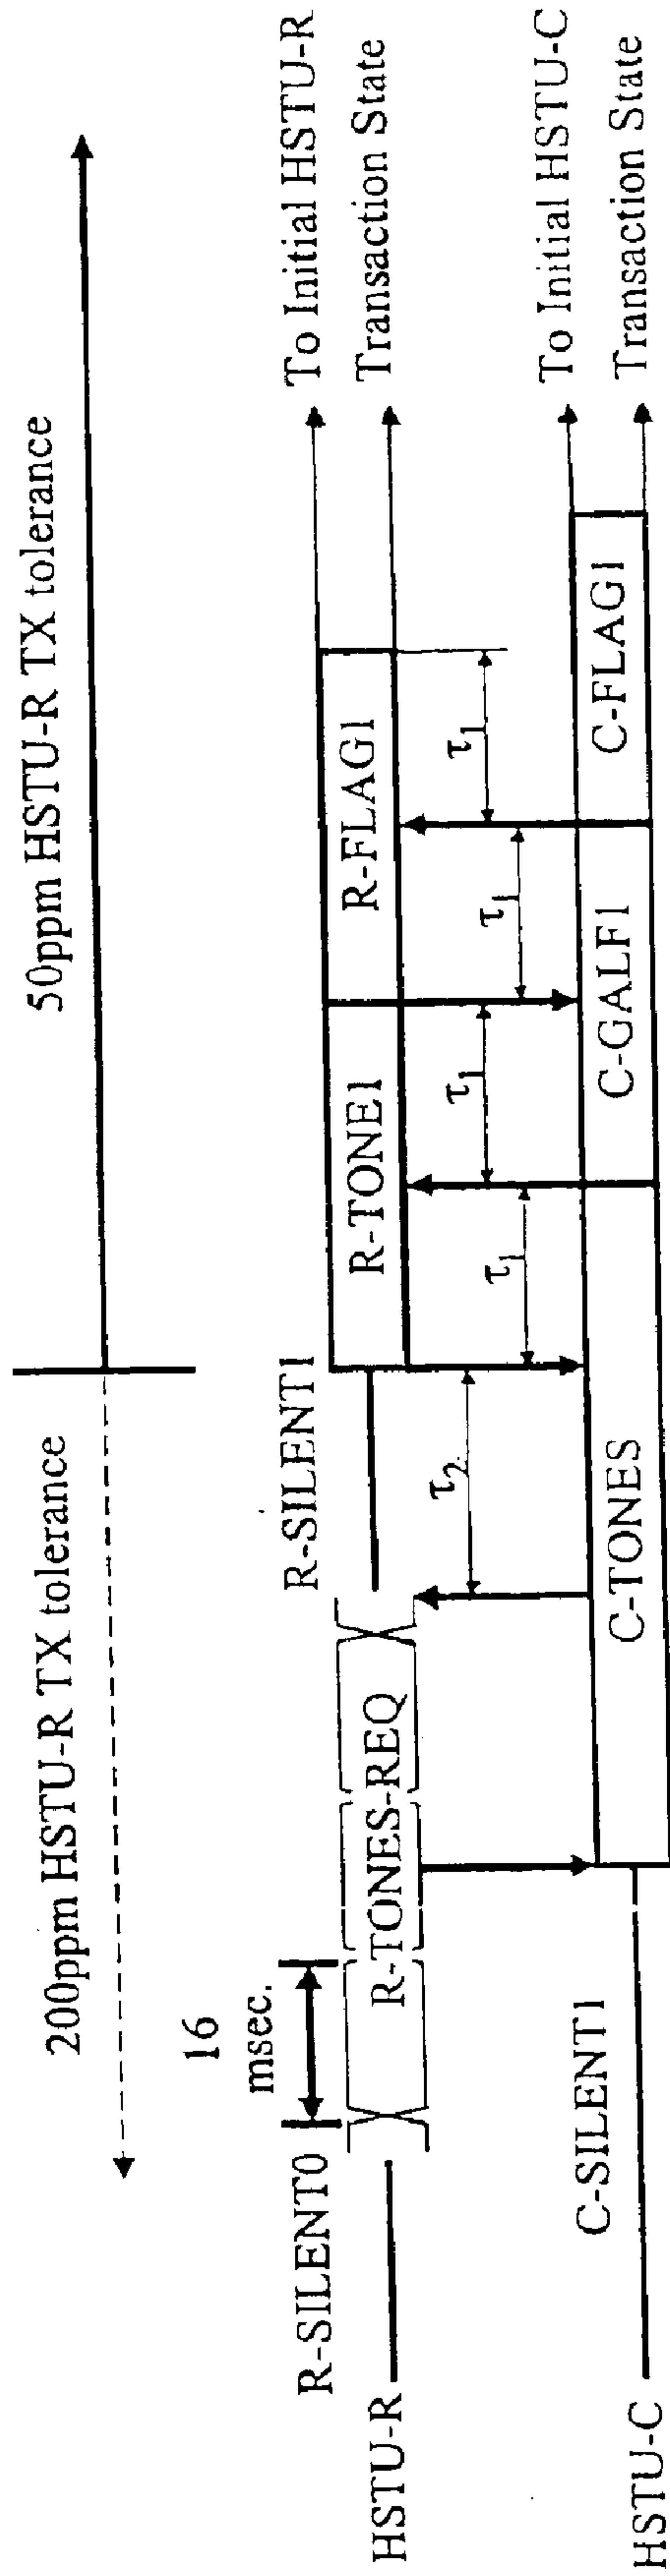 200ppm HSTU-R TX tolerance
50ppm HSTU-R TX tolerance
16
msec.
R-SILENT0
R-SILENT1
To Initial HSTU-R
Transaction State
HSTU-R
R-TONES-REQ
R-TONE1
R-FLAG1
τ2
τ1
τ1
τ1
τ1
To Initial HSTU-C
Transaction State
C-SILENT1
HSTU-C
C-TONES
C-GALF1
C-FLAG1